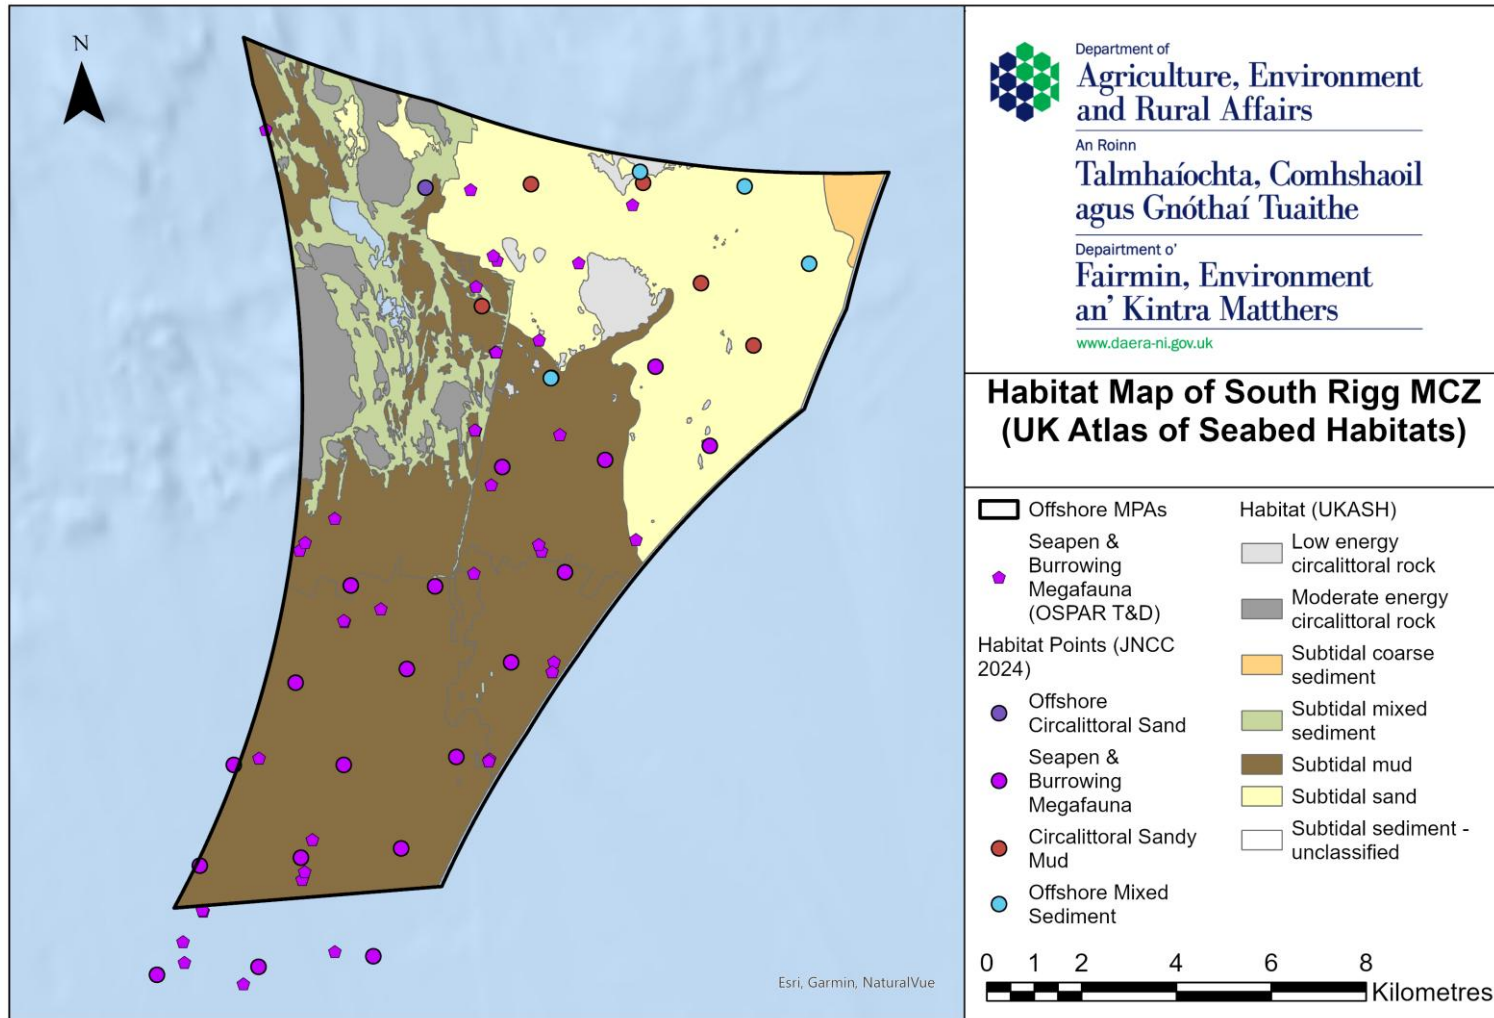 N
Esri, Garmin, NaturalVue
Department of
Agriculture, Environment
and Rural Affairs
An Roinn
Talmhaíochta, Comhshaoil
agus Gnóthaí Tuaithe
Depairtment o'
Fairmin, Environment
an' Kintra Matthers
www.daera-ni.gov.uk
Habitat Map of South Rigg MCZ
(UK Atlas of Seabed Habitats)
Offshore MPAs
Seapen &
Burrowing
Megafauna
(OSPAR T&D)
Habitat Points (JNCC
2024)
Offshore
Circalittoral Sand
Seapen &
Burrowing
Megafauna
Circalittoral Sandy
Mud
Offshore Mixed
Sediment
Habitat (UKASH)
Low energy
circalittoral rock
Moderate energy
circalittoral rock
Subtidal coarse
sediment
Subtidal mixed
sediment
Subtidal mud
Subtidal sand
Subtidal sediment -
unclassified
0 1 2 4 6 8
Kilometres